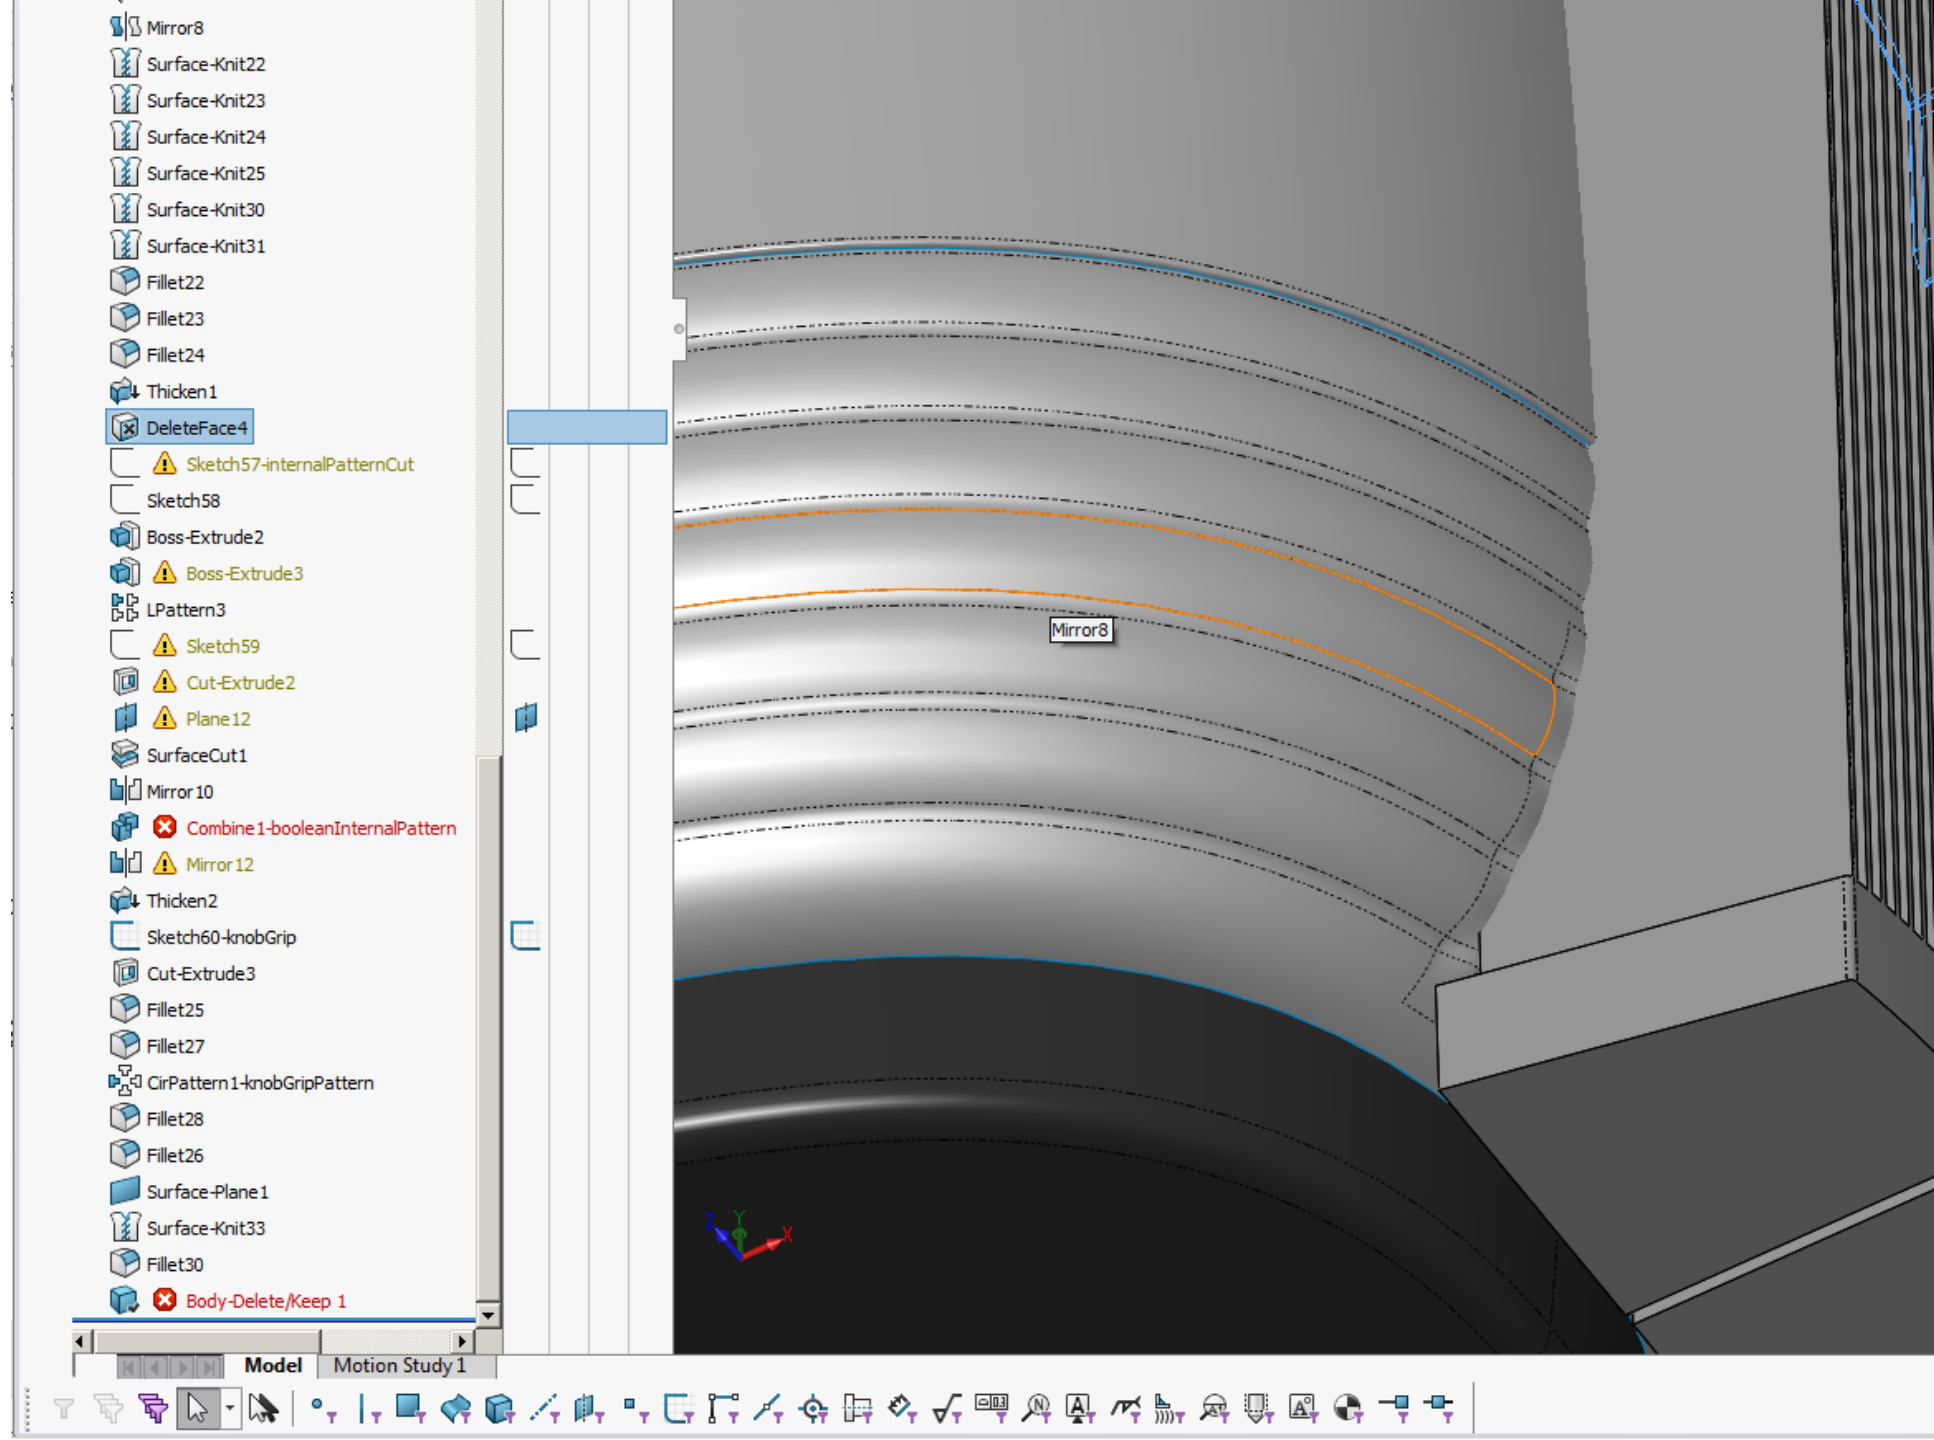 Mirror8
Surface-Knit22
Surface-Knit23
Surface-Knit24
Surface-Knit25
Surface-Knit30
Surface-Knit31
Fillet22
Fillet23
Fillet24
Thicken1
DeleteFace4
Sketch57-internalPatternCut
Sketch58
Boss-Extrude2
Boss-Extrude3
LPattern3
Sketch59
Cut-Extrude2
Plane12
SurfaceCut1
Mirror10
Combine1-booleanInternalPattern
Mirror12
Thicken2
Sketch60-knobGrip
Cut-Extrude3
Fillet25
Fillet27
CirPattern1-knobGripPattern
Fillet28
Fillet26
Surface-Plane1
Surface-Knit33
Fillet30
Body-Delete/Keep 1
Mirror8
Z Y X
Model Motion Study 1